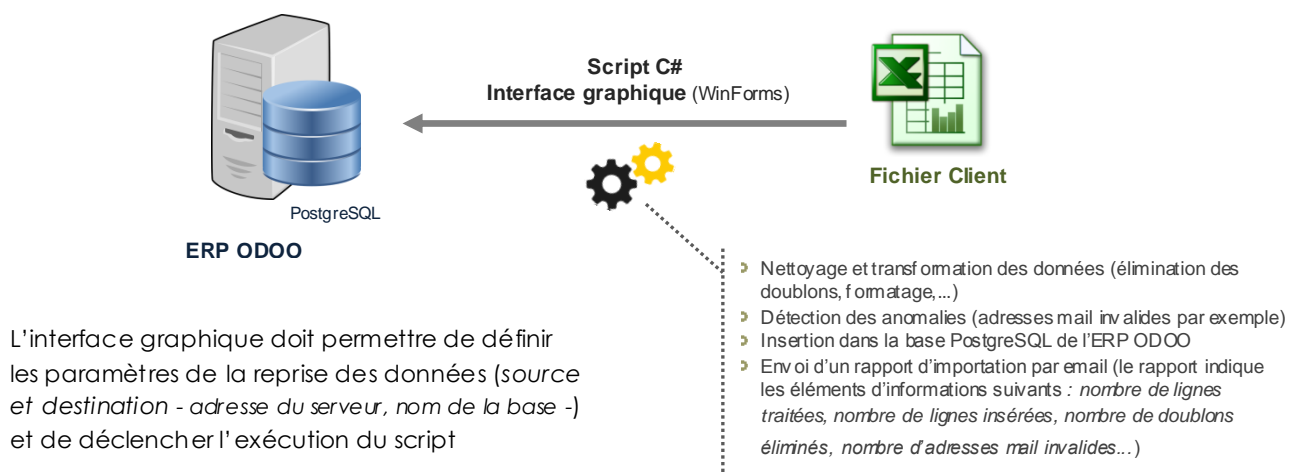 Script C#
Interface graphique (WinForms)
Fichier Client
PostgreSQL
ERP ODOO
L'interface graphique doit permettre de définir
les paramètres de la reprise des données (source
et destination - adresse du serveur, nom de la base -)
et de déclencher l'exécution du script
Nettoyage et transformation des données (élimination des
doublons, formatage,...)
Détection des anomalies (adresses mail invalides par exemple)
Insertion dans la base PostgreSQL de l'ERP ODOO
Envoi d'un rapport d'importation par email (le rapport indique
les éléments d'informations suivants : nombre de lignes
traitées, nombre de lignes insérées, nombre de doublons
éliminés, nombre d'adresses mail invalides...)